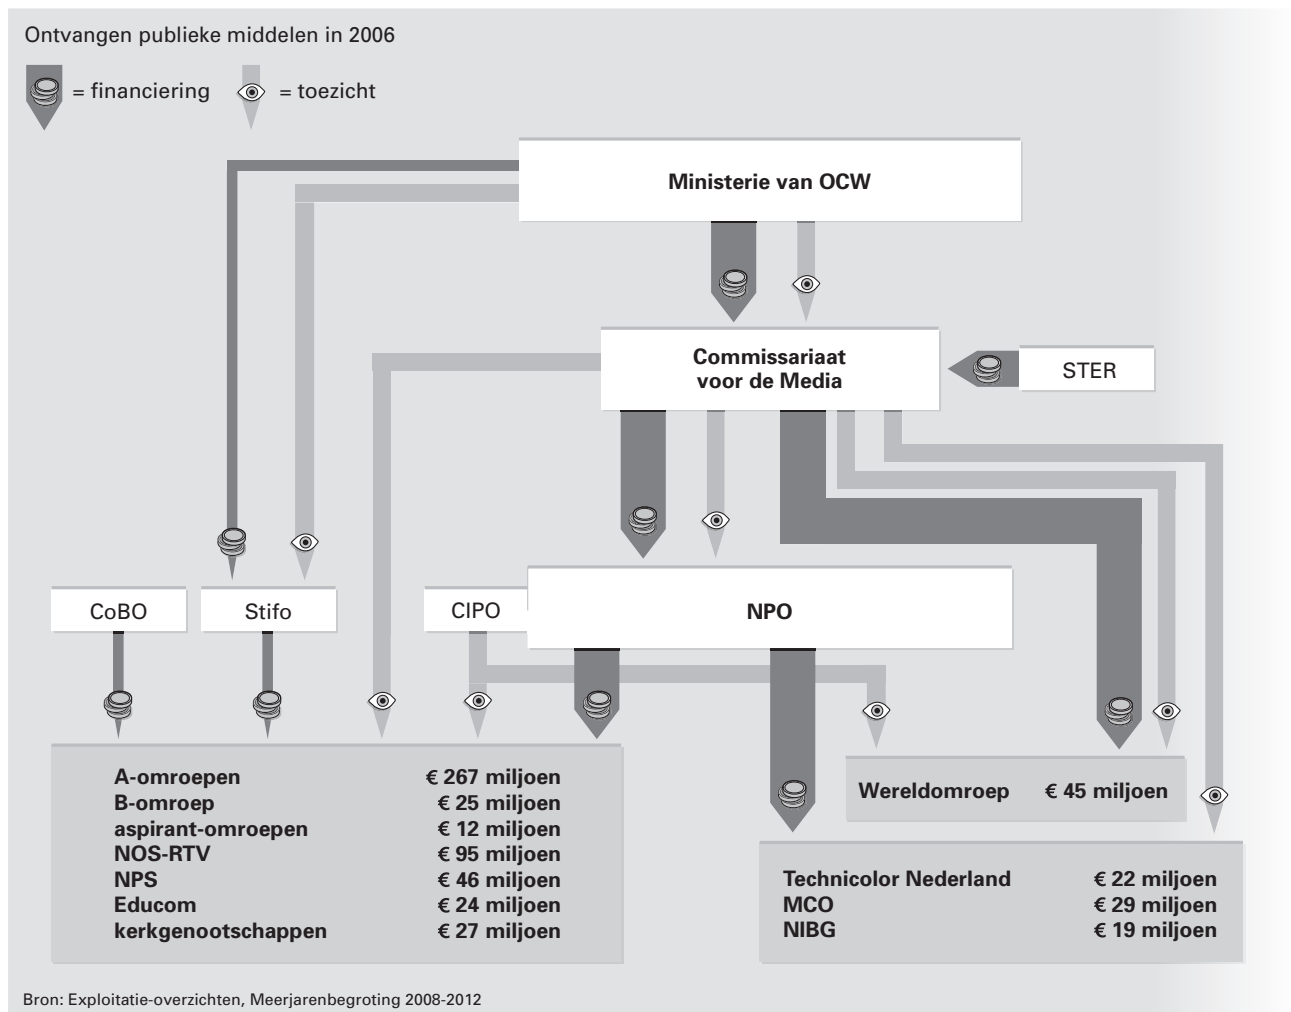 Ontvangen publieke middelen in 2006
= financiering
= toezicht
Ministerie van OCW
Commissariaat
voor de Media
STER
CoBO
Stifo
CIPO
NPO
A-omroepen € 267 miljoen
B-omroep € 25 miljoen
aspirant-omroepen € 12 miljoen
NOS-RTV € 95 miljoen
NPS € 46 miljoen
Educom € 24 miljoen
kerkgenootschappen € 27 miljoen
Wereldomroep € 45 miljoen
Technicolor Nederland € 22 miljoen
MCO € 29 miljoen
NIBG € 19 miljoen
Bron: Exploitatie-overzichten, Meerjarenbegroting 2008-2012